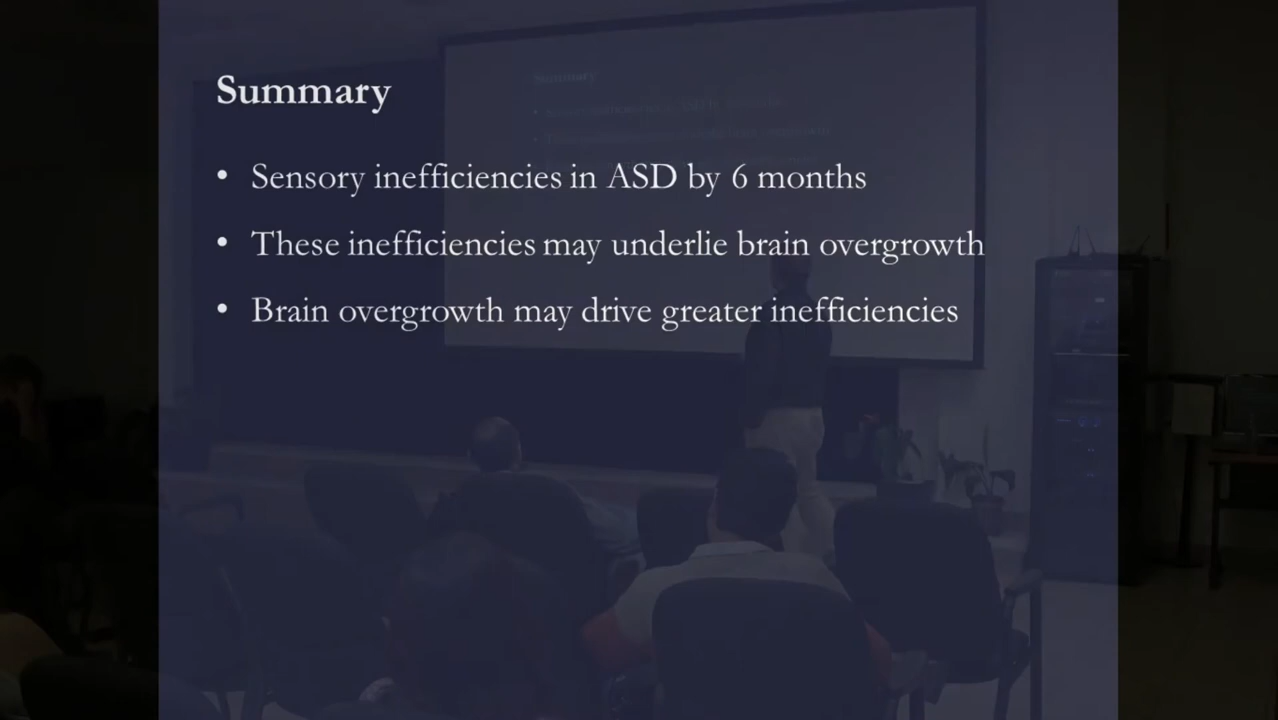 Summary
• Sensory inefficiencies in ASD by 6 months
• These inefficiencies may underlie brain overgrowth
• Brain overgrowth may drive greater inefficiencies